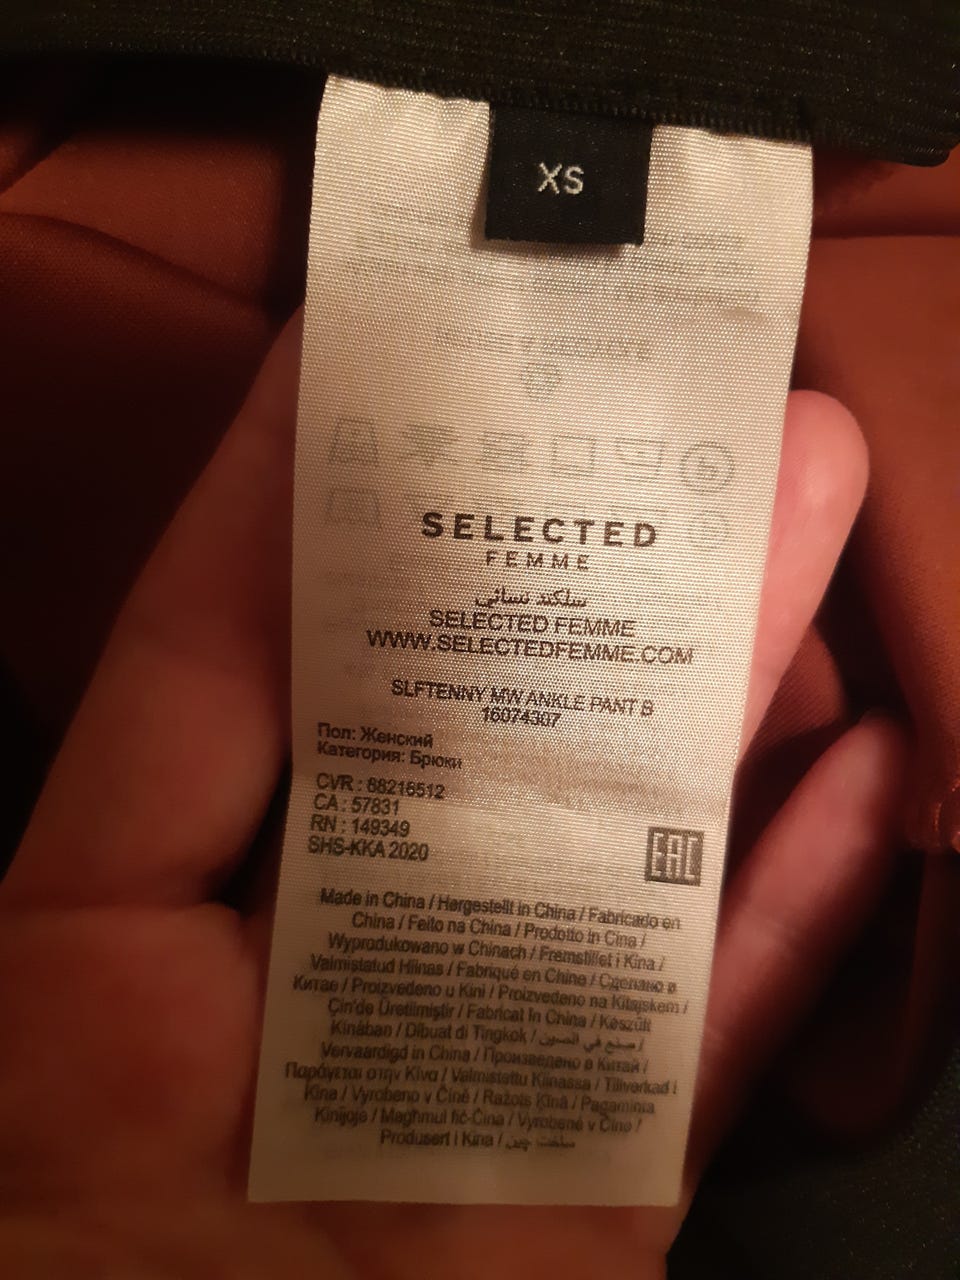 XS
SELECTED
FEMME
سلكتد نسائي
SELECTED FEMME
WWW.SELECTEDFEMME.COM
SLFTENNY MW ANKLE PANT B
16074307
Пол: Женский
Категория: Брюки
CVR : 88216512
CA : 57831
RN : 149349
SHS-KKA 2020
EAC
Made in China / Hergestellt in China / Fabricado en
China / Feito na China / Prodotto in Cina /
Wyprodukowano w Chinach / Fremstillet i Kina /
Valmistatud Hiinas / Fabriqué en Chine / Сделано в
Китае / Proizvedeno u Kini / Proizvedeno na Kitajskem /
Çin'de Üretilmiştir / Fabricat în China / Készült
Kínában / Dibuat di Tiongkok / صنع في الصين /
Vervaardigd in China / Произведено в Китай /
Παράγεται στην Κίνα / Valmistettu Kiinassa / Tillverkad i
Kina / Vyrobeno v Číně / Ražots Ķīnā / Pagaminta
Kinijoje / Magħmul fiċ-Ċina / Vyrobené v Číne /
Produsert i Kina / ساخت چین